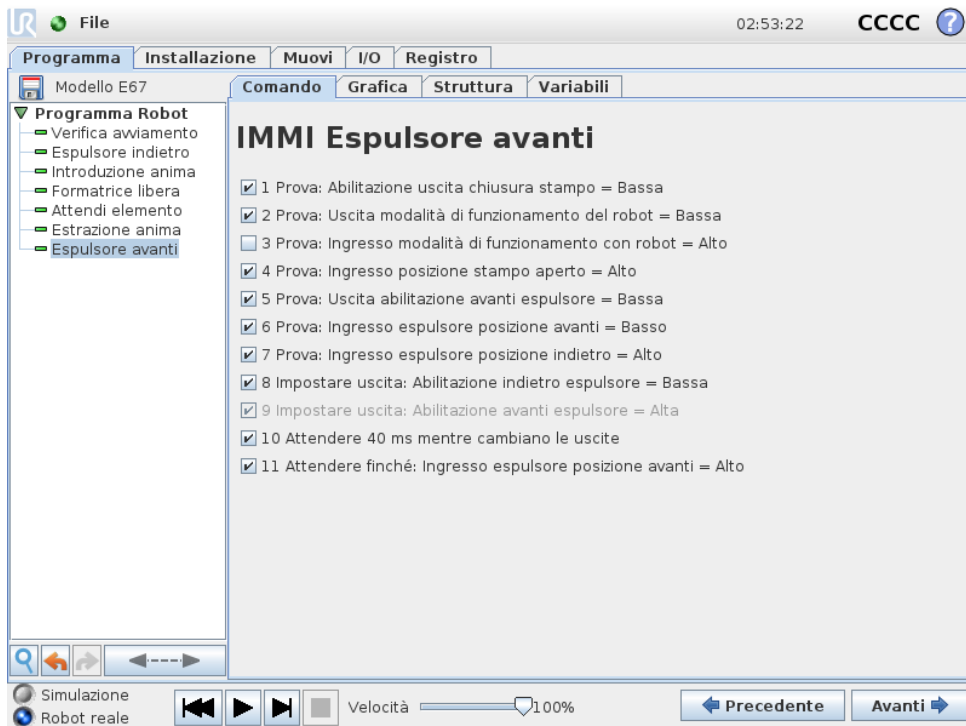 UR File 02:53:22 CCCC ?
Programma Installazione Muovi I/O Registro
Modello E67
Comando Grafica Struttura Variabili
Programma Robot
Verifica avviamento
Espulsore indietro
Introduzione anima
Formatrice libera
Attendi elemento
Estrazione anima
Espulsore avanti
IMMI Espulsore avanti
1 Prova: Abilitazione uscita chiusura stampo = Bassa
2 Prova: Uscita modalità di funzionamento del robot = Bassa
3 Prova: Ingresso modalità di funzionamento con robot = Alto
4 Prova: Ingresso posizione stampo aperto = Alto
5 Prova: Uscita abilitazione avanti espulsore = Bassa
6 Prova: Ingresso espulsore posizione avanti = Basso
7 Prova: Ingresso espulsore posizione indietro = Alto
8 Impostare uscita: Abilitazione indietro espulsore = Bassa
9 Impostare uscita: Abilitazione avanti espulsore = Alta
10 Attendere 40 ms mentre cambiano le uscite
11 Attendere finché: Ingresso espulsore posizione avanti = Alto
Simulazione
Robot reale
Velocità 100%
Precedente Avanti